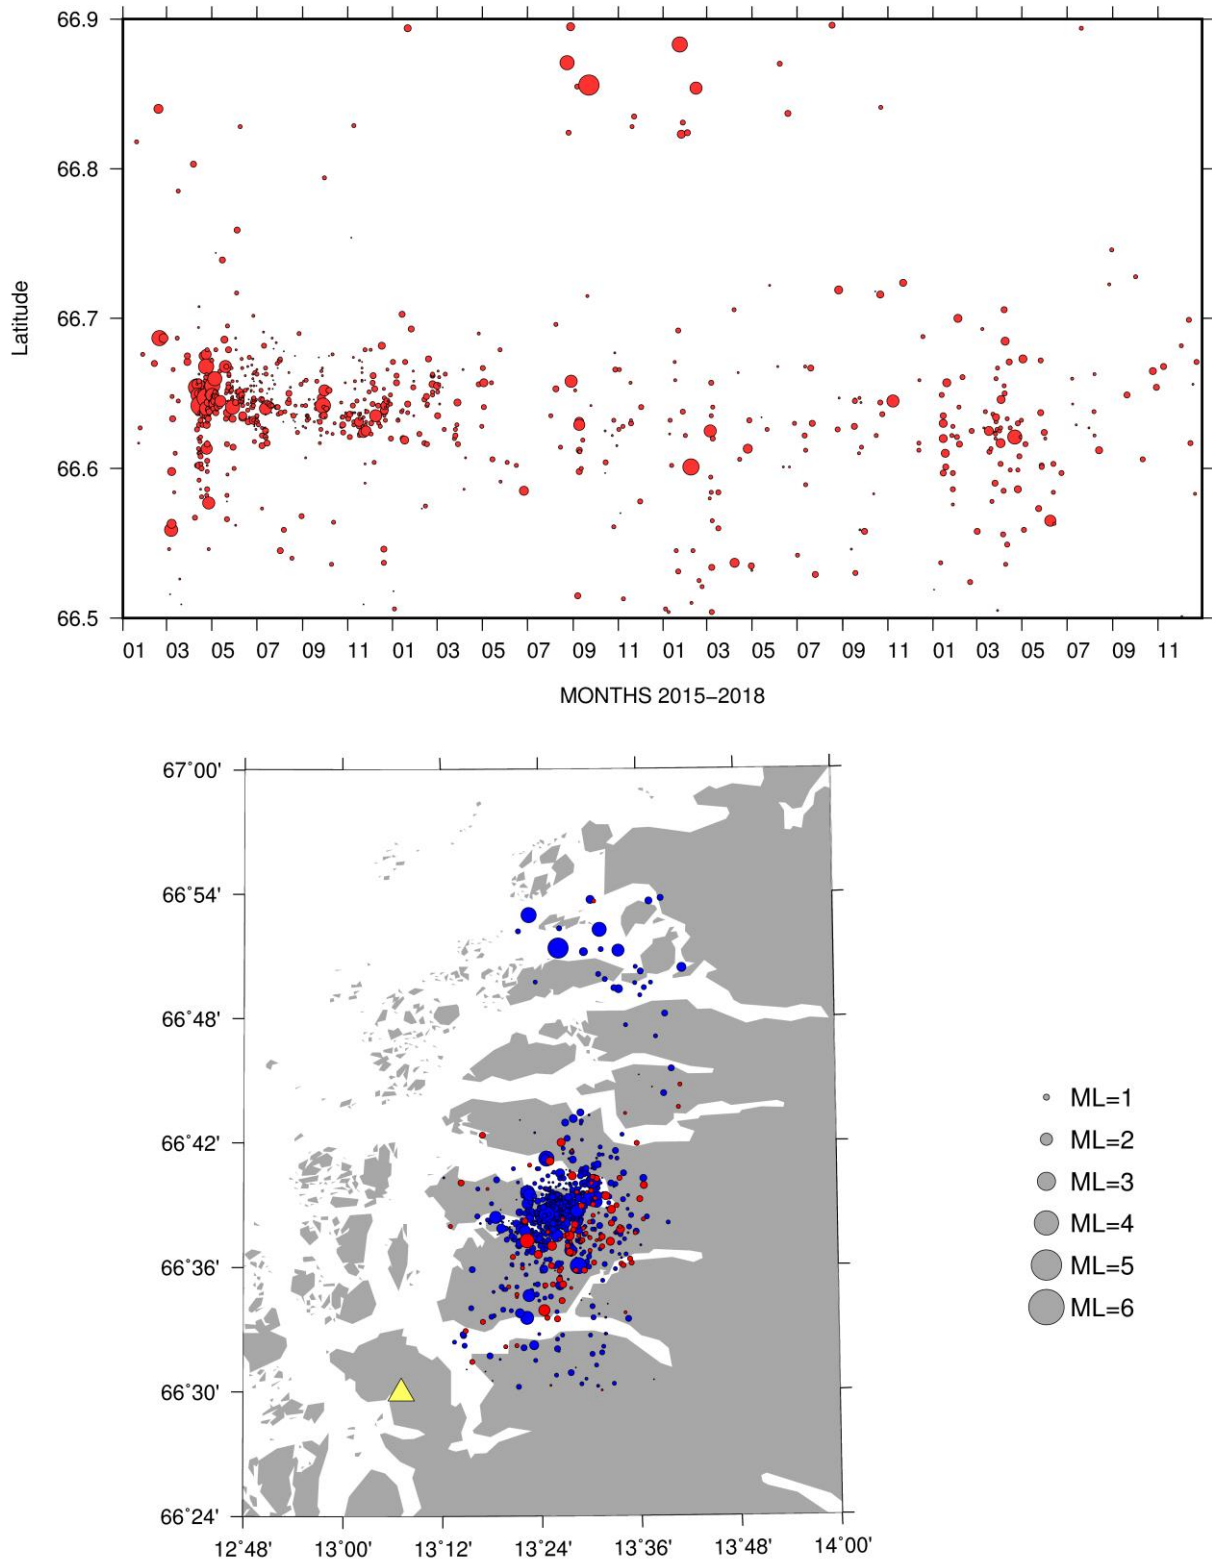 66.9
66.8
66.7
66.6
66.5
Latitude
01 03 05 07 09 11 01 03 05 07 09 11 01 03 05 07 09 11 01 03 05 07 09 11
MONTHS 2015−2018
67˚00'
66˚54'
66˚48'
66˚42'
66˚36'
66˚30'
66˚24'
12˚48' 13˚00' 13˚12' 13˚24' 13˚36' 13˚48' 14˚00'
ML=1
ML=2
ML=3
ML=4
ML=5
ML=6